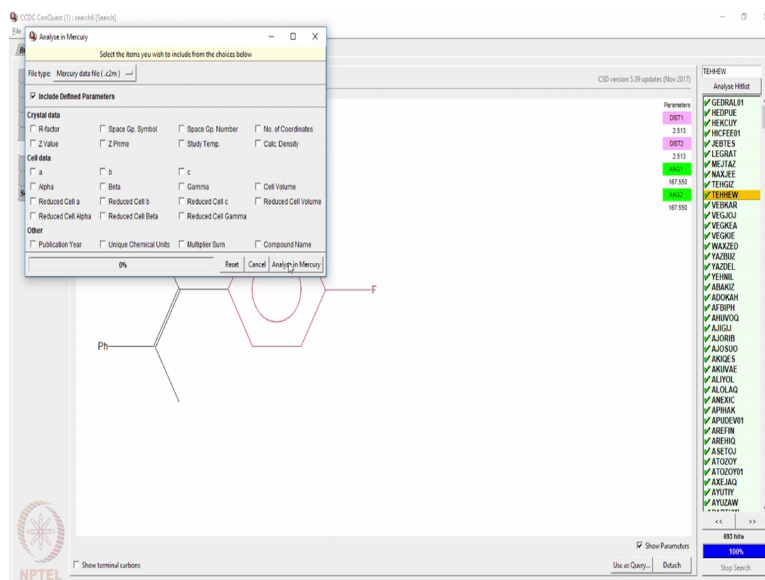 CCDC ConQuest (1) : search6 [Search]
File
Analyse in Mercury
Select the items you wish to include from the choices below
File type: Mercury data file (.c2m)
Include Defined Parameters
Crystal data
R-factor Space Gp. Symbol Space Gp. Number No. of Coordinates
Z Value Z Prime Study Temp. Calc. Density
Cell data
a b c
Alpha Beta Gamma Cell Volume
Reduced Cell a Reduced Cell b Reduced Cell c Reduced Cell Volume
Reduced Cell Alpha Reduced Cell Beta Reduced Cell Gamma
Other
Publication Year Unique Chemical Units Multiplier Sum Compound Name
0% Reset Cancel Analyse in Mercury
CSD version 5.39 updates (Nov 2017)
Parameters
DIST1
2.513
DIST2
2.513
ANG1
167.550
ANG2
167.550
F
Ph
TEHHEW
Analyse Hitlist
GEDRAL01
HEDPUE
HEKCUY
HICFEE01
JEBTES
LEGRAT
MEJTAZ
NAXJEE
TEHGIZ
TEHHEW
VEBKAR
VEGJOJ
VEGKEA
VEGKIE
WAXZED
YAZBUZ
YAZDEL
YEHNIL
ABAKIZ
ADOKAH
AFBIPH
AHUVOQ
AJIGIJ
AJORIB
AJOSUO
AKIQES
AKUVAE
ALIYOL
ALOLAQ
ANEXIC
APIHAK
APUDEV01
AREFIN
AREHIQ
ASETOJ
ATOZOY
ATOZOY01
AXEJAQ
AYUTIY
AYUZAW
<< >>
693 hits
100%
Stop Search
Show Parameters
Show terminal carbons Use as Query... Detach
NPTEL